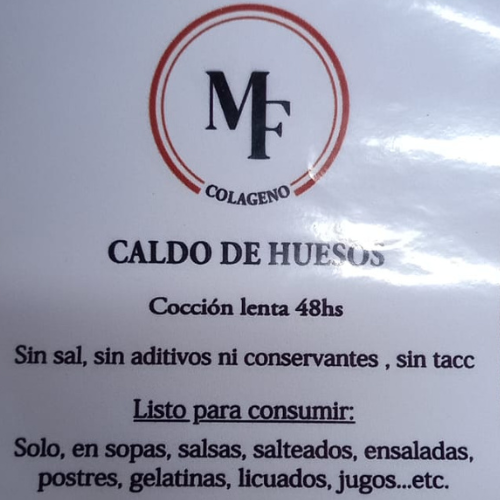 MF
COLAGENO
CALDO DE HUESOS
Cocción lenta 48hs
Sin sal, sin aditivos ni conservantes , sin tacc
Listo para consumir:
Solo, en sopas, salsas, salteados, ensaladas,
postres, gelatinas, licuados, jugos...etc.